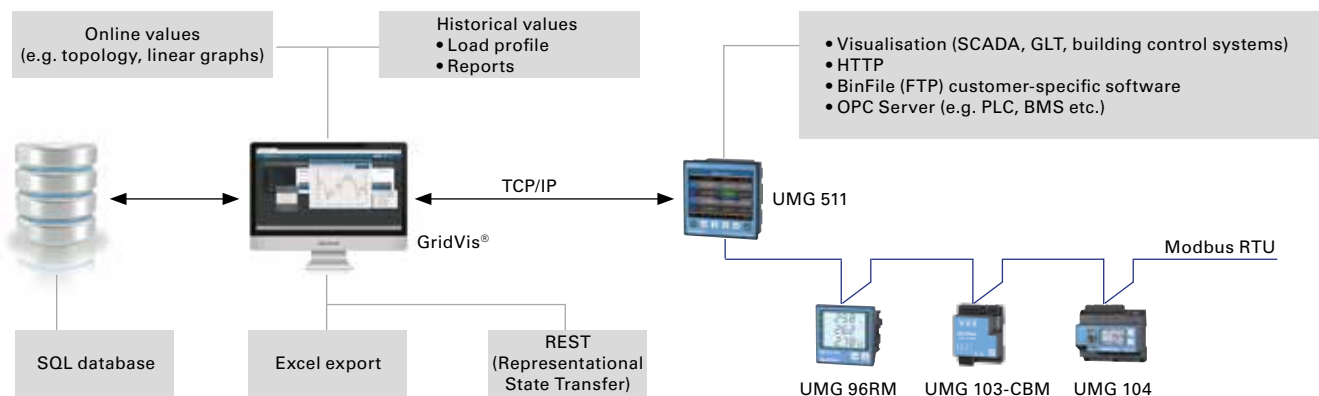 Online values
(e.g. topology, linear graphs)
Historical values
• Load profile
• Reports
• Visualisation (SCADA, GLT, building control systems)
• HTTP
• BinFile (FTP) customer-specific software
• OPC Server (e.g. PLC, BMS etc.)
TCP/IP
UMG 511
GridVis®
Modbus RTU
SQL database
Excel export
REST
(Representational
State Transfer)
UMG 96RM
UMG 103-CBM
UMG 104